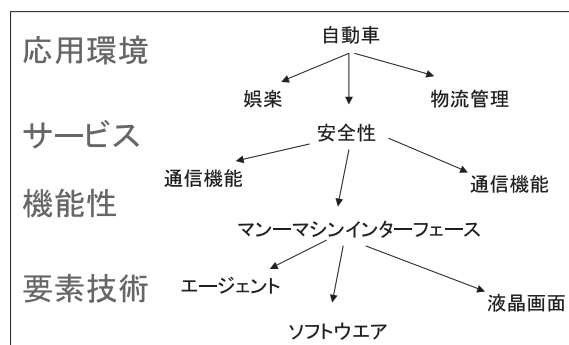 応用環境
自動車
娯楽
物流管理
サービス
安全性
通信機能
通信機能
機能性
マンーマシンインターフェース
要素技術
エージェント
液晶画面
ソフトウエア